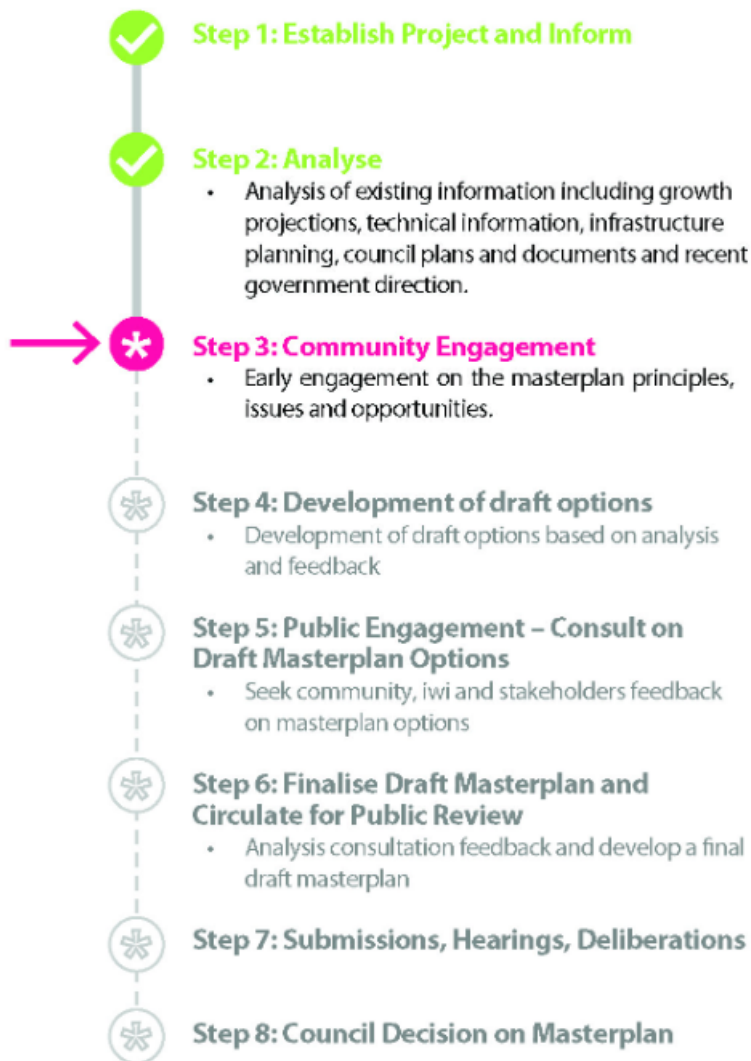 Step 1: Establish Project and Inform
Step 2: Analyse
• Analysis of existing information including growth
projections, technical information, infrastructure
planning, council plans and documents and recent
government direction.
Step 3: Community Engagement
• Early engagement on the masterplan principles,
issues and opportunities.
Step 4: Development of draft options
• Development of draft options based on analysis
and feedback
Step 5: Public Engagement – Consult on
Draft Masterplan Options
• Seek community, iwi and stakeholders feedback
on masterplan options
Step 6: Finalise Draft Masterplan and
Circulate for Public Review
• Analysis consultation feedback and develop a final
draft masterplan
Step 7: Submissions, Hearings, Deliberations
Step 8: Council Decision on Masterplan